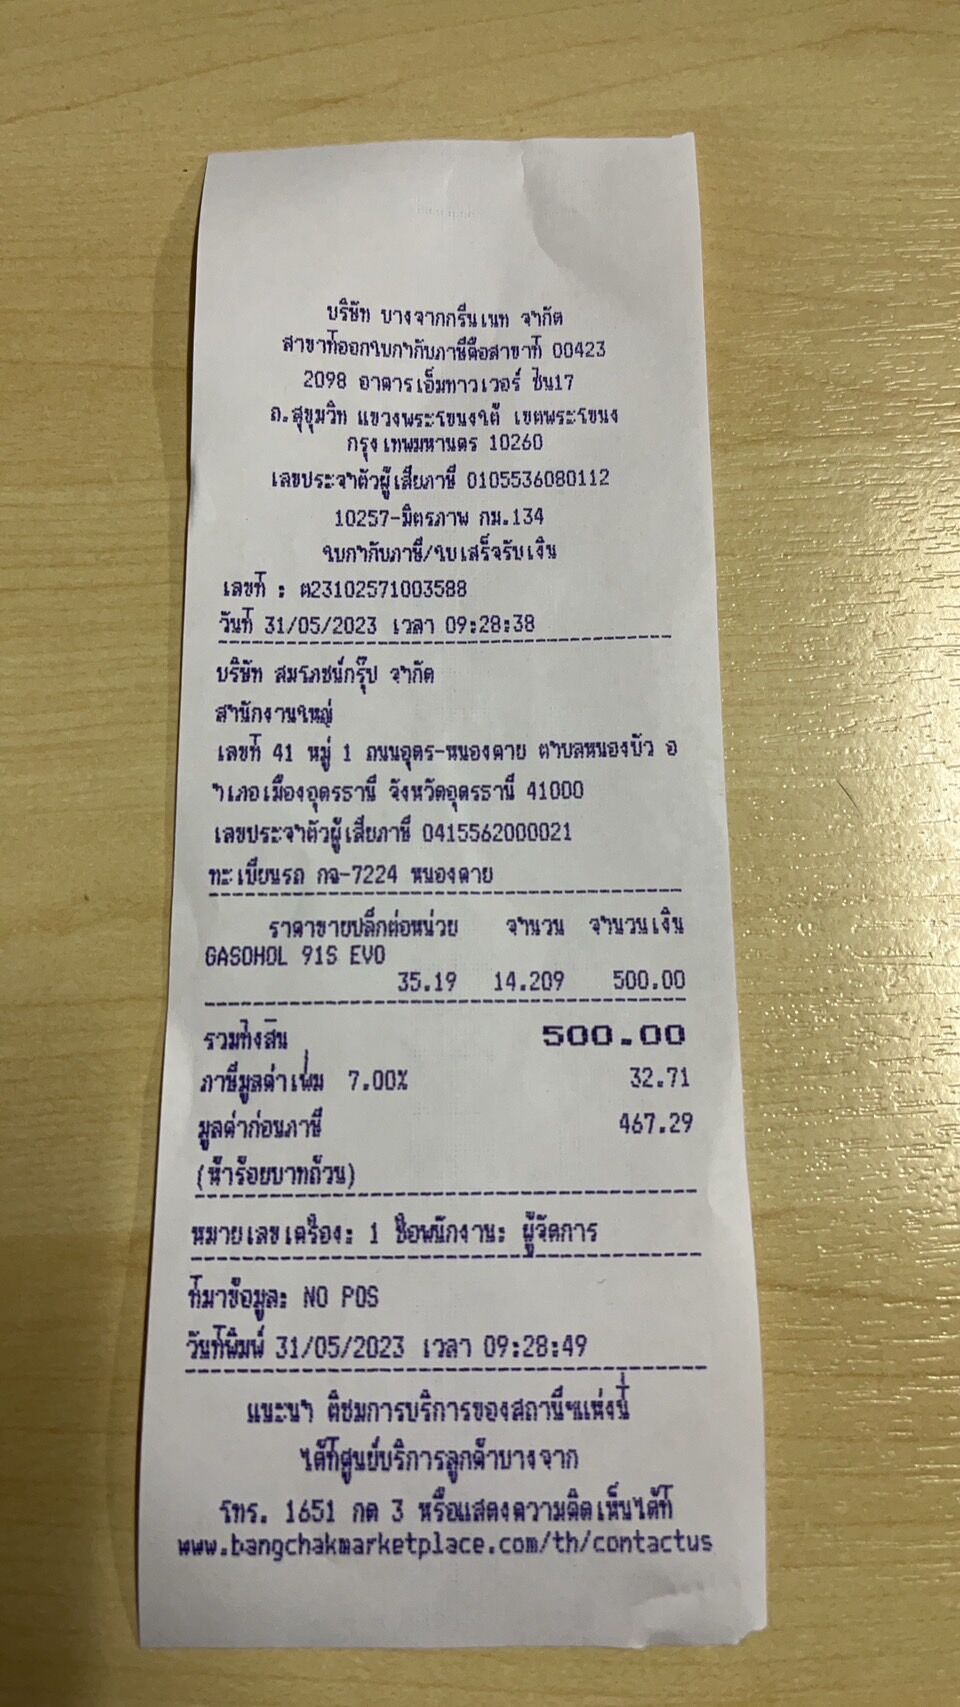 บริษัท บางจากกรีนเนท จำกัด
สาขาที่ออกใบกำกับภาษีคือสาขาที่ 00423
2098 อาคารเอ็มทาวเวอร์ ชั้น17
ถ.สุขุมวิท แขวงพระโขนงใต้ เขตพระโขนง
กรุงเทพมหานคร 10260
เลขประจำตัวผู้เสียภาษี 0105536080112
10257-มิตรภาพ กม.134
ใบกำกับภาษี/ใบเสร็จรับเงิน
เลขที่ : ต23102571003588
วันที่ 31/05/2023 เวลา 09:28:38
บริษัท สมโภชน์กรุ๊ป จำกัด
สำนักงานใหญ่
เลขที่ 41 หมู่ 1 ถนนอุดร-หนองคาย ตำบลหนองบัว อ
ำเภอเมืองอุดรธานี จังหวัดอุดรธานี 41000
เลขประจำตัวผู้เสียภาษี 0415562000021
ทะเบียนรถ กฉ-7224 หนองคาย
ราคาขายปลีกต่อหน่วย จำนวน จำนวนเงิน
GASOHOL 91S EVO
35.19 14.209 500.00
รวมทั้งสิ้น 500.00
ภาษีมูลค่าเพิ่ม 7.00% 32.71
มูลค่าก่อนภาษี 467.29
(ห้าร้อยบาทถ้วน)
หมายเลขเครื่อง: 1 ชื่อพนักงาน: ผู้จัดการ
ที่มาข้อมูล: NO POS
วันที่พิมพ์ 31/05/2023 เวลา 09:28:49
แนะนำ ติชมการบริการของสถานีฯแห่งนี้
ได้ที่ศูนย์บริการลูกค้าบางจาก
โทร. 1651 กด 3 หรือแสดงความคิดเห็นได้ที่
www.bangchakmarketplace.com/th/contactus